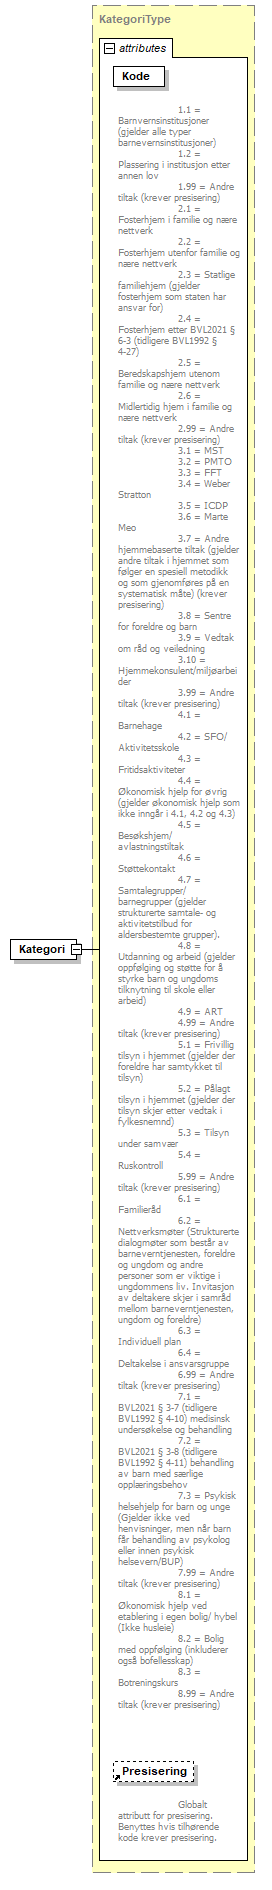 KategoriType
attributes
Kode
1.1 =
Barnvernsinstitusjoner
(gjelder alle typer
barnevernsinstitusjoner)
1.2 =
Plassering i institusjon etter
annen lov
1.99 = Andre
tiltak (krever presisering)
2.1 =
Fosterhjem i familie og nære
nettverk
2.2 =
Fosterhjem utenfor familie og
nære nettverk
2.3 = Statlige
familiehjem (gjelder
fosterhjem som staten har
ansvar for)
2.4 =
Fosterhjem etter BVL2021 §
6-3 (tidligere BVL1992 §
4-27)
2.5 =
Beredskapshjem utenom
familie og nære nettverk
2.6 =
Midlertidig hjem i familie og
nære nettverk
2.99 = Andre
tiltak (krever presisering)
3.1 = MST
3.2 = PMTO
3.3 = FFT
3.4 = Weber
Stratton
3.5 = ICDP
3.6 = Marte
Meo
3.7 = Andre
hjemmebaserte tiltak (gjelder
andre tiltak i hjemmet som
følger en spesiell metodikk
og som gjenomføres på en
systematisk måte) (krever
presisering)
3.8 = Sentre
for foreldre og barn
3.9 = Vedtak
om råd og veiledning
3.10 =
Hjemmekonsulent/miljøarbei
der
3.99 = Andre
tiltak (krever presisering)
4.1 =
Barnehage
4.2 = SFO/
Aktivitetsskole
4.3 =
Fritidsaktiviteter
4.4 =
Økonomisk hjelp for øvrig
(gjelder økonomisk hjelp som
ikke inngår i 4.1, 4.2 og 4.3)
4.5 =
Besøkshjem/
avlastningstiltak
4.6 =
Støttekontakt
4.7 =
Samtalegrupper/
barnegrupper (gjelder
strukturerte samtale- og
aktivitetstilbud for
aldersbestemte grupper).
4.8 =
Utdanning og arbeid (gjelder
oppfølging og støtte for å
styrke barn og ungdoms
tilknytning til skole eller
arbeid)
4.9 = ART
4.99 = Andre
tiltak (krever presisering)
5.1 = Frivillig
tilsyn i hjemmet (gjelder der
foreldre har samtykket til
tilsyn)
5.2 = Pålagt
tilsyn i hjemmet (gjelder der
tilsyn skjer etter vedtak i
fylkesnemnd)
5.3 = Tilsyn
under samvær
5.4 =
Ruskontroll
5.99 = Andre
tiltak (krever presisering)
6.1 =
Familieråd
6.2 =
Nettverksmøter (Strukturerte
dialogmøter som består av
barneverntjenesten, foreldre
og ungdom og andre
personer som er viktige i
ungdommens liv. Invitasjon
av deltakere skjer i samråd
mellom barneverntjenesten,
ungdom og foreldre)
6.3 =
Individuell plan
6.4 =
Deltakelse i ansvarsgruppe
6.99 = Andre
tiltak (krever presisering)
7.1 =
BVL2021 § 3-7 (tidligere
BVL1992 § 4-10) medisinsk
undersøkelse og behandling
7.2 =
BVL2021 § 3-8 (tidligere
BVL1992 § 4-11) behandling
av barn med særlige
opplæringsbehov
7.3 = Psykisk
helsehjelp for barn og unge
(Gjelder ikke ved
henvisninger, men når barn
får behandling av psykolog
eller innen psykisk
helsevern/BUP)
7.99 = Andre
tiltak (krever presisering)
8.1 =
Økonomisk hjelp ved
etablering i egen bolig/ hybel
(Ikke husleie)
8.2 = Bolig
med oppfølging (inkluderer
også bofellesskap)
8.3 =
Botreningskurs
8.99 = Andre
tiltak (krever presisering)
Kategori
Presisering
Globalt
attributt for presisering.
Benyttes hvis tilhørende
kode krever presisering.